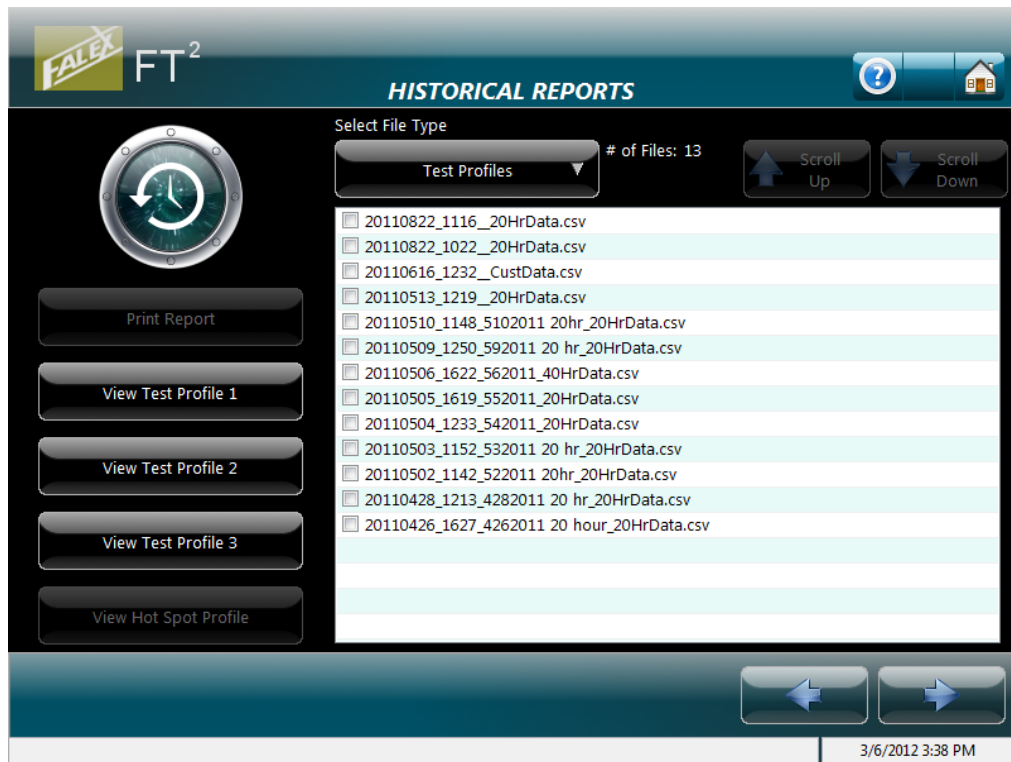 FALEX FT²
HISTORICAL REPORTS
?
Select File Type
Test Profiles
# of Files: 13
Scroll Up
Scroll Down
Print Report
View Test Profile 1
View Test Profile 2
View Test Profile 3
View Hot Spot Profile
20110822_1116__20HrData.csv
20110822_1022__20HrData.csv
20110616_1232__CustData.csv
20110513_1219__20HrData.csv
20110510_1148_5102011 20hr_20HrData.csv
20110509_1250_592011 20 hr_20HrData.csv
20110506_1622_562011_40HrData.csv
20110505_1619_552011_20HrData.csv
20110504_1233_542011_20HrData.csv
20110503_1152_532011 20 hr_20HrData.csv
20110502_1142_522011 20hr_20HrData.csv
20110428_1213_4282011 20 hr_20HrData.csv
20110426_1627_4262011 20 hour_20HrData.csv
3/6/2012 3:38 PM